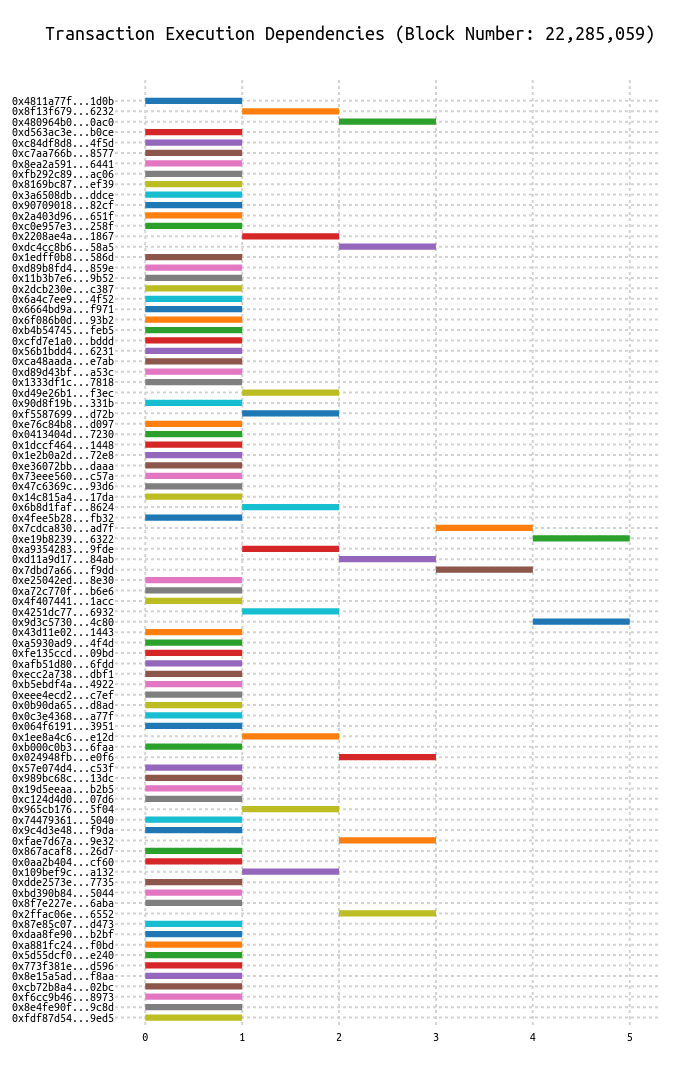 Transaction Execution Dependencies (Block Number: 22,285,059)
0x4811a77f...1d0b
0x8f13f679...6232
0x480964b0...0ac0
0xd563ac3e...b0ce
0xc84df8d8...4f5d
0xc7aa766b...8577
0x8ea2a591...6441
0xfb292c89...ac06
0x8169bc87...ef39
0x3a6508db...ddce
0x90709018...82cf
0x2a403d96...651f
0xc0e957e3...258f
0x2208ae4a...1867
0xdc4cc8b6...58a5
0x1edff0b8...586d
0xd89b8fd4...859e
0x11b3b7e6...9b52
0x2dcb230e...c387
0x6a4c7ee9...4f52
0x6664bd9a...f971
0x6f086b0d...93b2
0xb4b54745...feb5
0xcfd7e1a0...bddd
0x56b1bdd4...6231
0xca48aada...e7ab
0xd89d43bf...a53c
0x1333df1c...7818
0xd49e26b1...f3ec
0x90d8f19b...331b
0xf5587699...d72b
0xe76c84b8...d097
0x0413404d...7230
0x1dccf464...1448
0x1e2b0a2d...72e8
0xe36072bb...daaa
0x73eee560...c57a
0x47c6369c...93d6
0x14c815a4...17da
0x6b8d1faf...8624
0x4fee5b28...fb32
0x7cdca830...ad7f
0xe19b8239...6322
0xa9354283...9fde
0xd11a9d17...84ab
0x7dbd7a66...f9dd
0xe25042ed...8e30
0xa72c770f...b6e6
0x4f407441...1acc
0x4251dc77...6932
0x9d3c5730...4c80
0x43d11e02...1443
0xa5930ad9...4f4d
0xfe135ccd...09bd
0xafb51d80...6fdd
0xecc2a738...dbf1
0xb5ebdf4a...4922
0xeee4ecd2...c7ef
0x0b90da65...d8ad
0x0c3e4368...a77f
0x064f6191...3951
0x1ee8a4c6...e12d
0xb000c0b3...6faa
0x024948fb...e0f6
0x57e074d4...c53f
0x989bc68c...13dc
0x19d5eeaa...b2b5
0xc124d4d0...07d6
0x965cb176...5f04
0x74479361...5040
0x9c4d3e48...f9da
0xfae7d67a...9e32
0x867acaf8...26d7
0x0aa2b404...cf60
0x109bef9c...a132
0xdde2573e...7735
0xbd390b84...5044
0x8f7e227e...6aba
0x2ffac06e...6552
0x87e85c07...d473
0xdaa8fe90...b2bf
0xa881fc24...f0bd
0x5d55dcf0...e240
0x773f381e...d596
0x8e15a5ad...f8aa
0xcb72b8a4...02bc
0xf6cc9b46...8973
0x8e4fe90f...9c8d
0xfdf87d54...9ed5
0 1 2 3 4 5